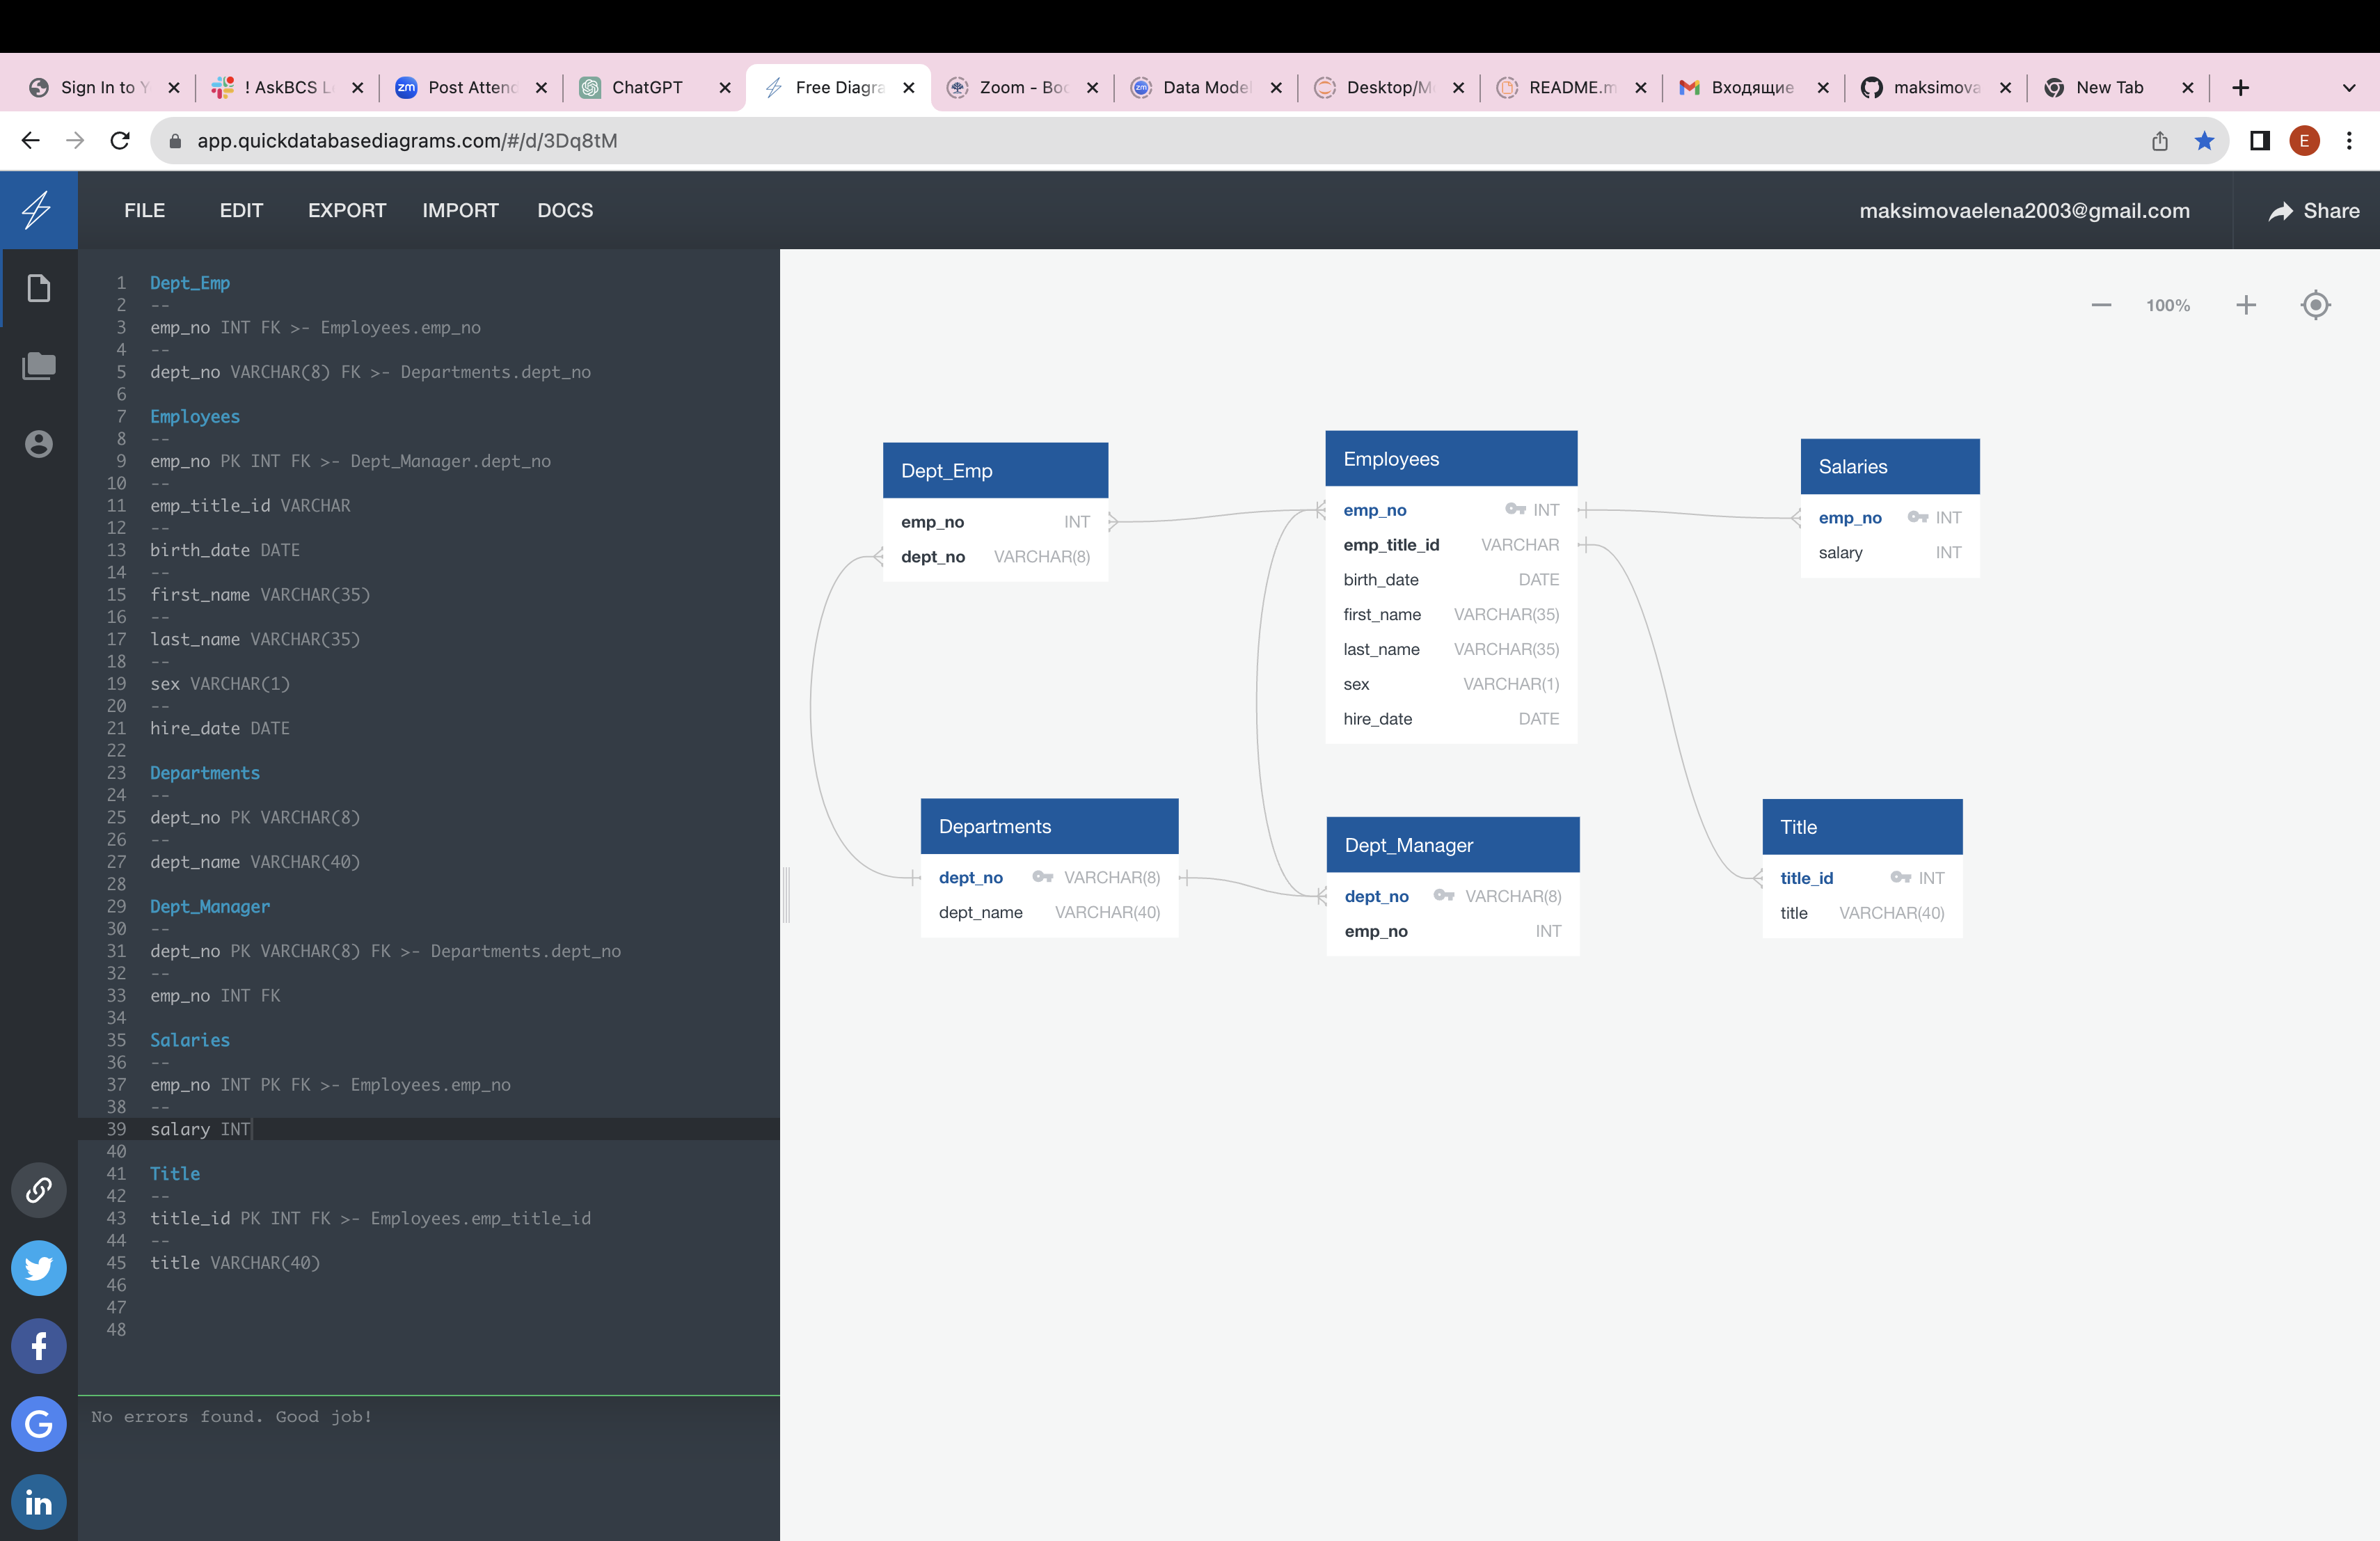 Sign In to Y
! AskBCS L
Post Attend
ChatGPT
Free Diagra
Zoom - Boo
Data Model
Desktop/M
README.m
Входящие
maksimova
New Tab
app.quickdatabasediagrams.com/#/d/3Dq8tM
E
FILE EDIT EXPORT IMPORT DOCS
maksimovaelena2003@gmail.com
Share
1 Dept_Emp
2 --
3 emp_no INT FK >- Employees.emp_no
4 --
5 dept_no VARCHAR(8) FK >- Departments.dept_no
6
7 Employees
8 --
9 emp_no PK INT FK >- Dept_Manager.dept_no
10 --
11 emp_title_id VARCHAR
12 --
13 birth_date DATE
14 --
15 first_name VARCHAR(35)
16 --
17 last_name VARCHAR(35)
18 --
19 sex VARCHAR(1)
20 --
21 hire_date DATE
22
23 Departments
24 --
25 dept_no PK VARCHAR(8)
26 --
27 dept_name VARCHAR(40)
28
29 Dept_Manager
30 --
31 dept_no PK VARCHAR(8) FK >- Departments.dept_no
32 --
33 emp_no INT FK
34
35 Salaries
36 --
37 emp_no INT PK FK >- Employees.emp_no
38 --
39 salary INT
40
41 Title
42 --
43 title_id PK INT FK >- Employees.emp_title_id
44 --
45 title VARCHAR(40)
46
47
48
No errors found. Good job!
100%
Dept_Emp
emp_no INT
dept_no VARCHAR(8)
Employees
emp_no INT
emp_title_id VARCHAR
birth_date DATE
first_name VARCHAR(35)
last_name VARCHAR(35)
sex VARCHAR(1)
hire_date DATE
Salaries
emp_no INT
salary INT
Departments
dept_no VARCHAR(8)
dept_name VARCHAR(40)
Dept_Manager
dept_no VARCHAR(8)
emp_no INT
Title
title_id INT
title VARCHAR(40)